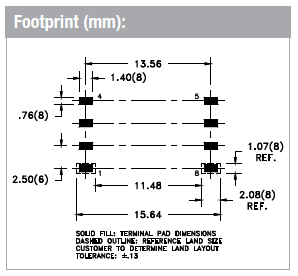 Footprint (mm):
13.56
1.40(8)
4
5
.76(8)
1.07(8)
REF.
2.50(6)
1
8
11.48
2.08(8)
REF.
15.64
SOLID FILL: TERMINAL PAD DIMENSIONS
DASHED OUTLINE: REFERENCE LAND SIZE
CUSTOMER TO DETERMINE LAND LAYOUT
TOLERANCE: ±.13